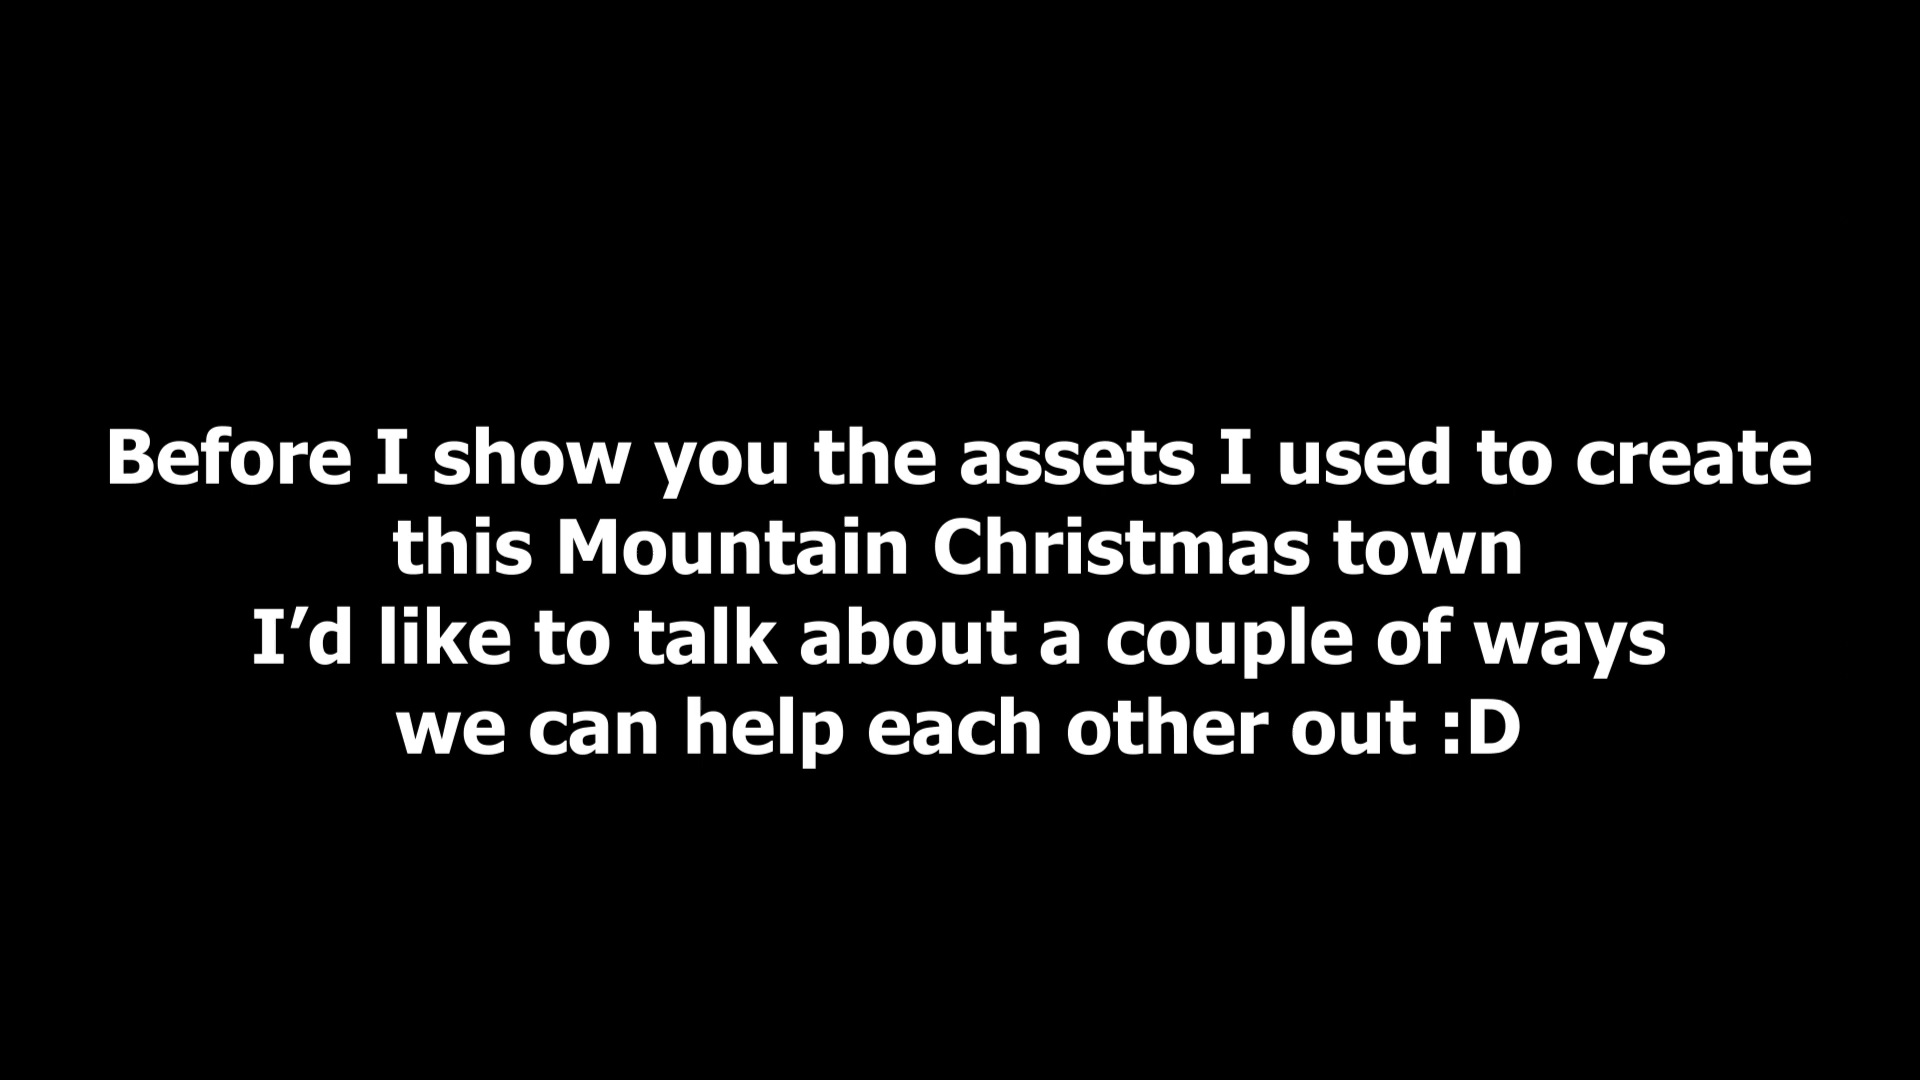 Before I show you the assets I used to create
this Mountain Christmas town
I’d like to talk about a couple of ways
we can help each other out :D